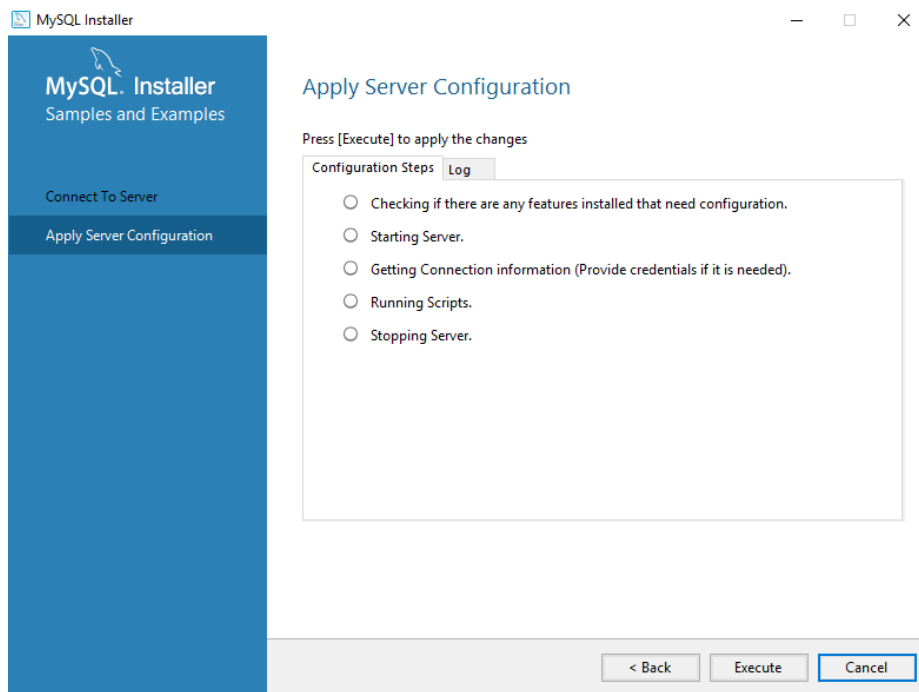 MySQL Installer
MySQL. Installer
Samples and Examples
Connect To Server
Apply Server Configuration
Apply Server Configuration
Press [Execute] to apply the changes
Configuration Steps
Log
Checking if there are any features installed that need configuration.
Starting Server.
Getting Connection information (Provide credentials if it is needed).
Running Scripts.
Stopping Server.
< Back
Execute
Cancel